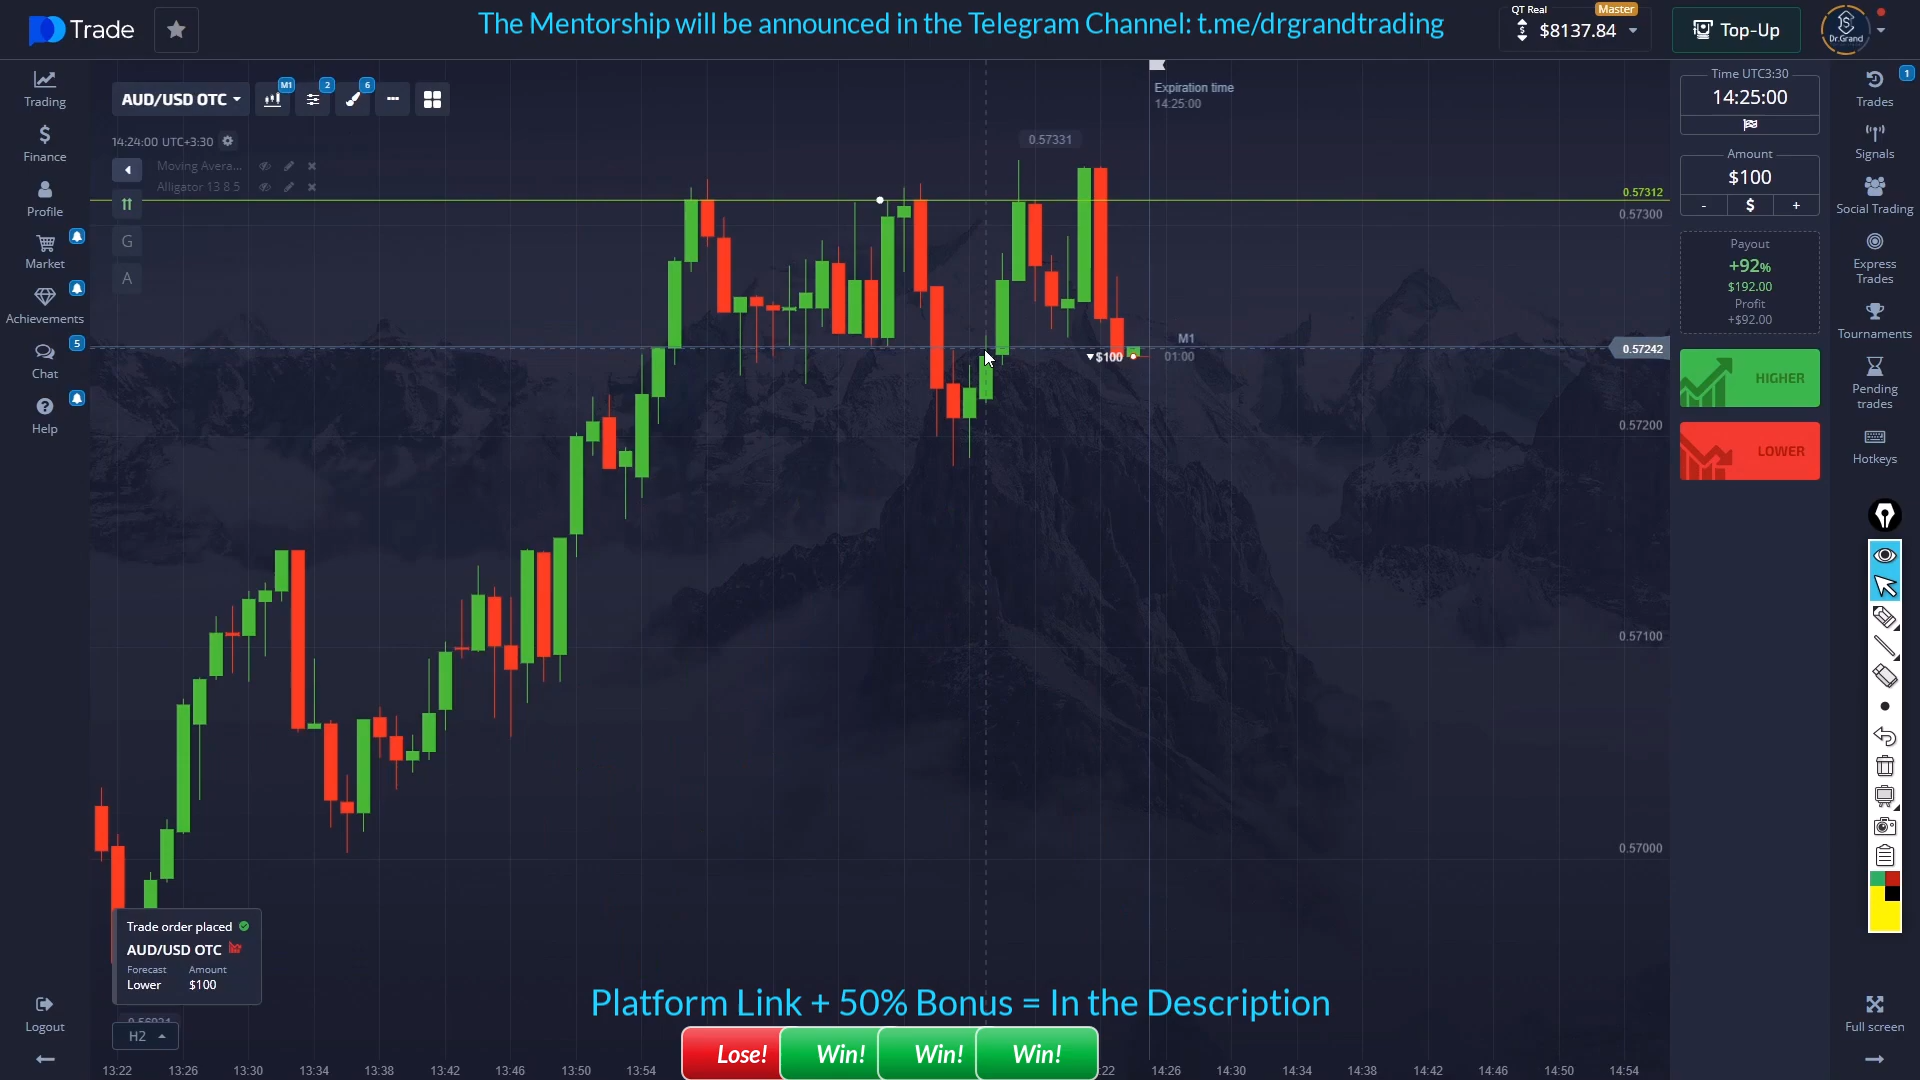 Trade
The Mentorship will be announced in the Telegram Channel: t.me/drgrandtrading
QT Real
Master
$8137.84
Top-Up
Dr.Grand
Trading
Finance
Profile
Market
Achievements
5
Chat
Help
Logout
AUD/USD OTC
M1
2
6
14:24:00 UTC+3:30
Moving Avera...
Alligator 13 8.5
G
A
Expiration time
14:25:00
0.57331
0.57312
0.57300
M1
01:00
$100
0.57242
0.57200
0.57100
0.57000
Time UTC3:30
14:25:00
Amount
$100
- $ +
Payout
+92%
$192.00
Profit
+$92.00
HIGHER
LOWER
1
Trades
Signals
Social Trading
Express
Trades
Tournaments
Pending
trades
Hotkeys
Full screen
Trade order placed
AUD/USD OTC
Forecast Amount
Lower $100
H2
Platform Link + 50% Bonus = In the Description
Lose! Win! Win! Win!
13:22 13:26 13:30 13:34 13:38 13:42 13:46 13:50 13:54 :22 14:26 14:30 14:34 14:38 14:42 14:46 14:50 14:54